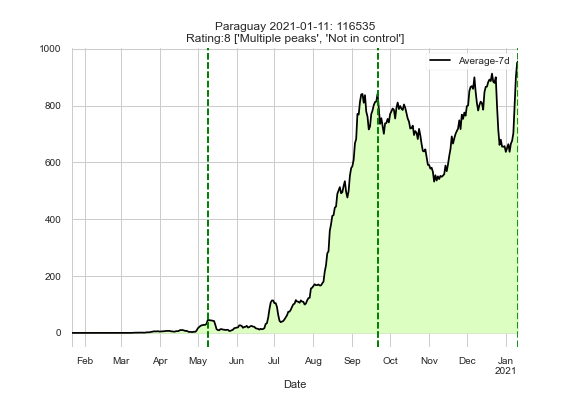 Paraguay 2021-01-11: 116535
Rating:8 ['Multiple peaks', 'Not in control']
1000
Average-7d
800
600
400
200
0
Feb Mar Apr May Jun Jul Aug Sep Oct Nov Dec Jan
2021
Date